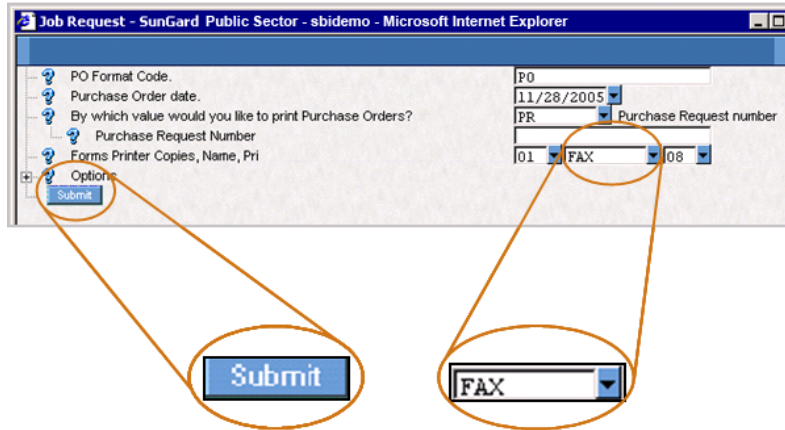 Job Request - SunGard Public Sector - sbidemo - Microsoft Internet Explorer
PO Format Code. PO
Purchase Order date. 11/28/2005
By which value would you like to print Purchase Orders? PR Purchase Request number
Purchase Request Number
Forms Printer Copies, Name, Pri 01 FAX 08
Options
Submit
Submit FAX